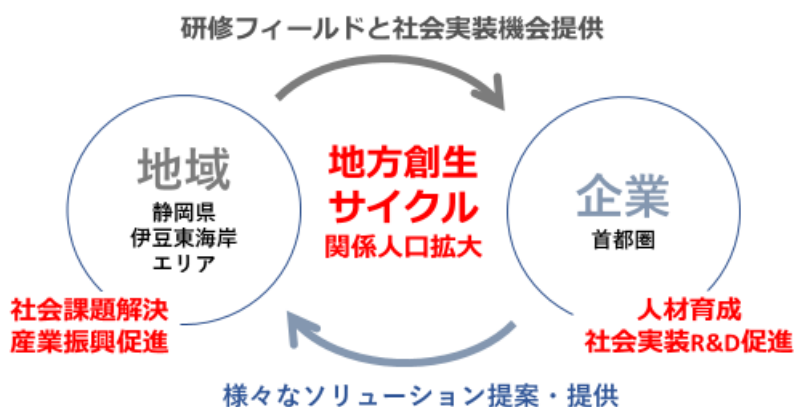 研修フィールドと社会実装機会提供
地域
静岡県
伊豆東海岸
エリア
地方創生
サイクル
関係人口拡大
企業
首都圏
社会課題解決
産業振興促進
人材育成
社会実装R&D促進
様々なソリューション提案・提供